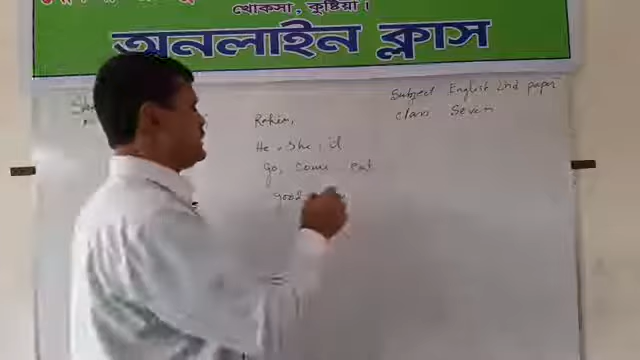 খোকসা, কুষ্টিয়া।
অনলাইন ক্লাস
Subject English 2nd paper
class Seven
Rahim,
He, She, it
go, come eat
good